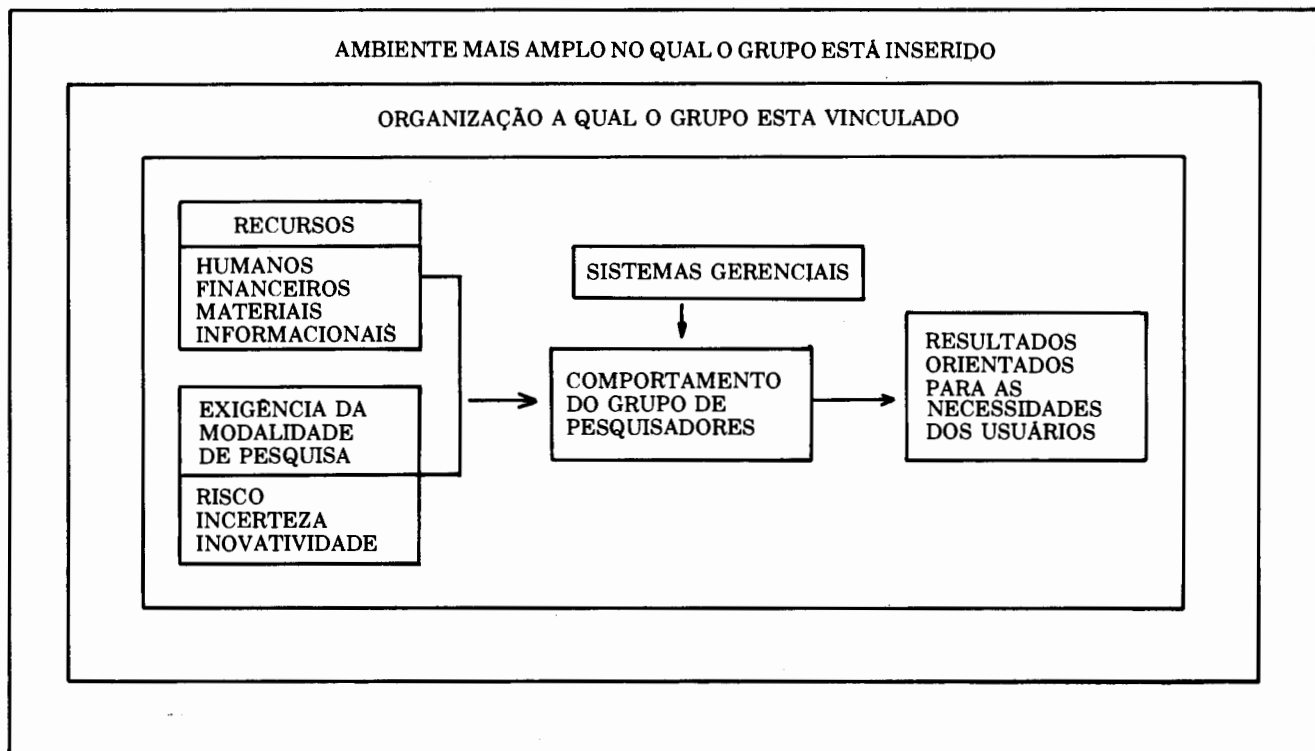 AMBIENTE MAIS AMPLO NO QUAL O GRUPO ESTÁ INSERIDO
ORGANIZAÇÃO A QUAL O GRUPO ESTA VINCULADO
RECURSOS
HUMANOS
FINANCEIROS
MATERIAIS
INFORMACIONAIS
EXIGÊNCIA DA
MODALIDADE
DE PESQUISA
RISCO
INCERTEZA
INOVATIVIDADE
SISTEMAS GERENCIAIS
COMPORTAMENTO
DO GRUPO DE
PESQUISADORES
RESULTADOS
ORIENTADOS
PARA AS
NECESSIDADES
DOS USUÁRIOS